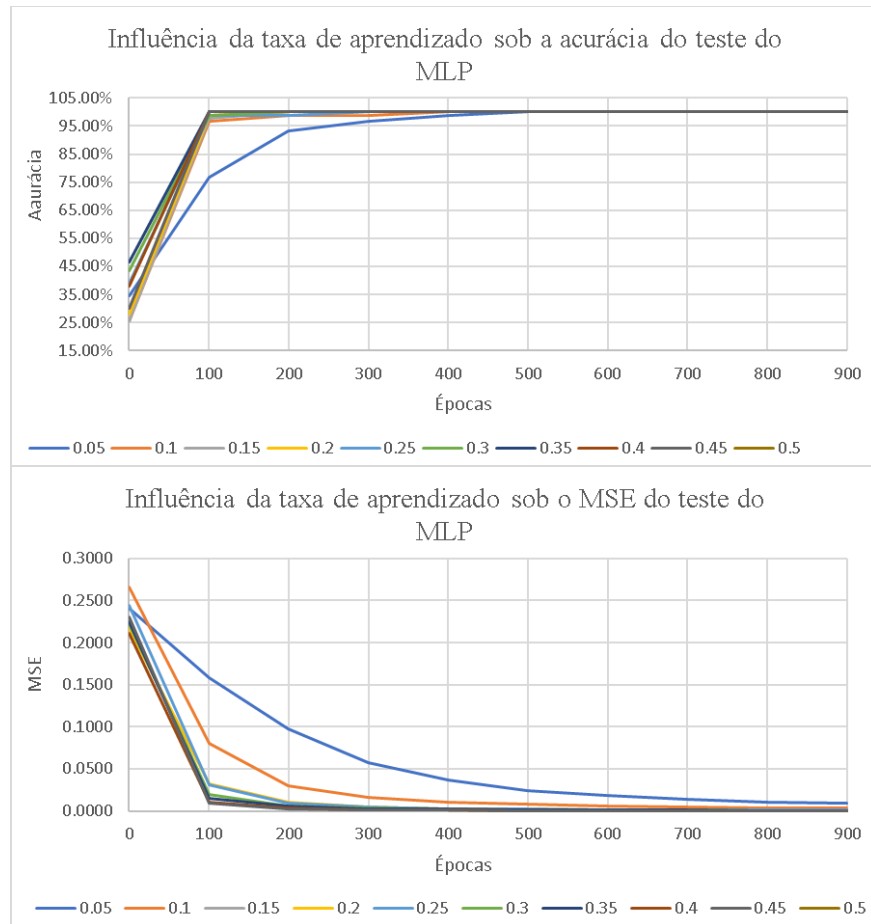 Influência da taxa de aprendizado sob a acurácia do teste do
MLP
105.00%
95.00%
85.00%
75.00%
65.00%
55.00%
45.00%
35.00%
25.00%
15.00%
Aaurácia
0 100 200 300 400 500 600 700 800 900
Épocas
0.05 0.1 0.15 0.2 0.25 0.3 0.35 0.4 0.45 0.5
Influência da taxa de aprendizado sob o MSE do teste do
MLP
0.3000
0.2500
0.2000
0.1500
0.1000
0.0500
0.0000
MSE
0 100 200 300 400 500 600 700 800 900
Épocas
0.05 0.1 0.15 0.2 0.25 0.3 0.35 0.4 0.45 0.5